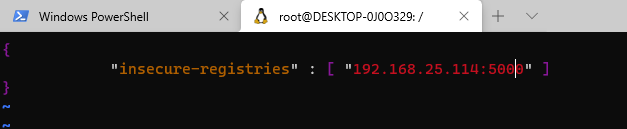 Windows PowerShell
root@DESKTOP-0J0O329: /
{
"insecure-registries" : [ "192.168.25.114:5000" ]
}
~
~